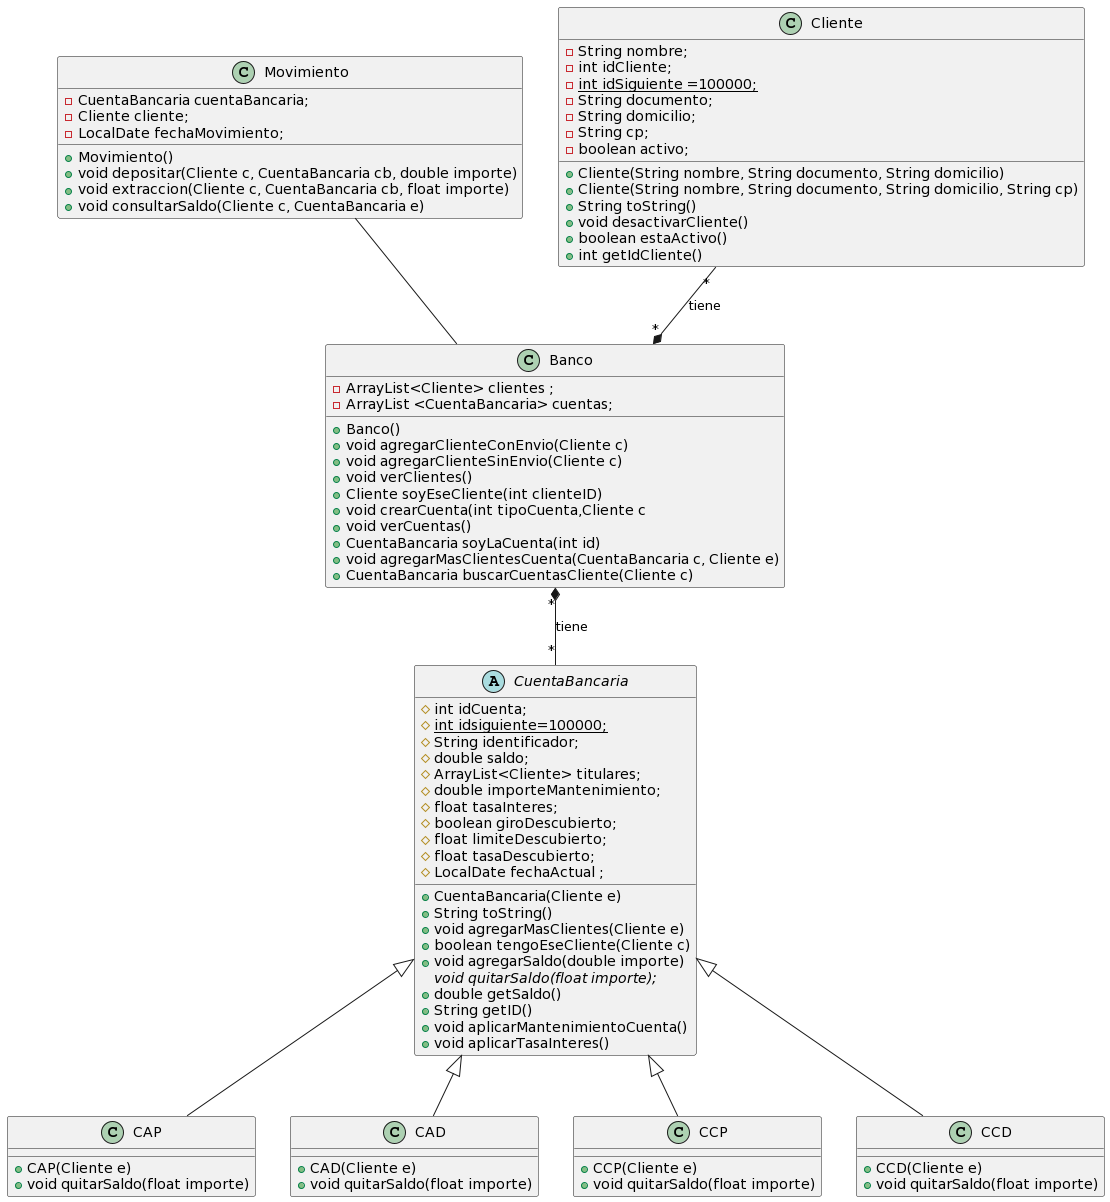 C Movimiento
CuentaBancaria cuentaBancaria;
Cliente cliente;
LocalDate fechaMovimiento;
Movimiento()
void depositar(Cliente c, CuentaBancaria cb, double importe)
void extraccion(Cliente c, CuentaBancaria cb, float importe)
void consultarSaldo(Cliente c, CuentaBancaria e)
C Cliente
String nombre;
int idCliente;
int idSiguiente =100000;
String documento;
String domicilio;
String cp;
boolean activo;
Cliente(String nombre, String documento, String domicilio)
Cliente(String nombre, String documento, String domicilio, String cp)
String toString()
void desactivarCliente()
boolean estaActivo()
int getIdCliente()
*
tiene
*
C Banco
ArrayList<Cliente> clientes ;
ArrayList <CuentaBancaria> cuentas;
Banco()
void agregarClienteConEnvio(Cliente c)
void agregarClienteSinEnvio(Cliente c)
void verClientes()
Cliente soyEseCliente(int clienteID)
void crearCuenta(int tipoCuenta,Cliente c
void verCuentas()
CuentaBancaria soyLaCuenta(int id)
void agregarMasClientesCuenta(CuentaBancaria c, Cliente e)
CuentaBancaria buscarCuentasCliente(Cliente c)
*
tiene
*
A CuentaBancaria
int idCuenta;
int idsiguiente=100000;
String identificador;
double saldo;
ArrayList<Cliente> titulares;
double importeMantenimiento;
float tasaInteres;
boolean giroDescubierto;
float limiteDescubierto;
float tasaDescubierto;
LocalDate fechaActual ;
CuentaBancaria(Cliente e)
String toString()
void agregarMasClientes(Cliente e)
boolean tengoEseCliente(Cliente c)
void agregarSaldo(double importe)
void quitarSaldo(float importe);
double getSaldo()
String getID()
void aplicarMantenimientoCuenta()
void aplicarTasaInteres()
C CAP
CAP(Cliente e)
void quitarSaldo(float importe)
C CAD
CAD(Cliente e)
void quitarSaldo(float importe)
C CCP
CCP(Cliente e)
void quitarSaldo(float importe)
C CCD
CCD(Cliente e)
void quitarSaldo(float importe)